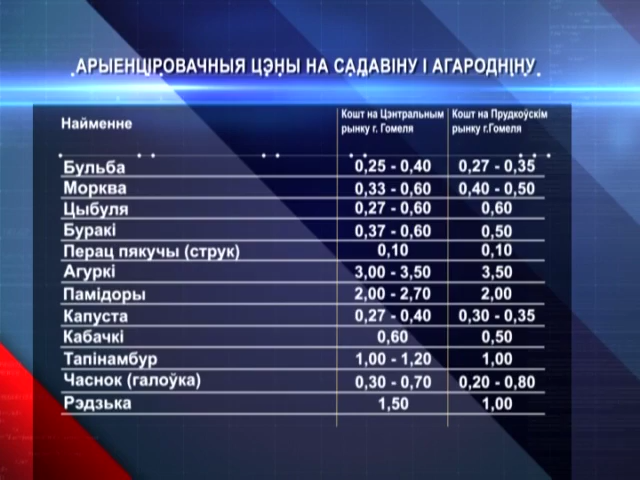 АРЫЕНЦІРОВАЧНЫЯ ЦЭНЫ НА САДАВІНУ І АГАРОДНІНУ
Найменне Кошт на Цэнтральным рынку г. Гомеля Кошт на Прудкоўскім рынку г.Гомеля
Бульба 0,25 - 0,40 0,27 - 0,35
Морква 0,33 - 0,60 0,40 - 0,50
Цыбуля 0,27 - 0,60 0,60
Буракі 0,37 - 0,60 0,50
Перац пякучы (струк) 0,10 0,10
Агуркі 3,00 - 3,50 3,50
Памідоры 2,00 - 2,70 2,00
Капуста 0,27 - 0,40 0,30 - 0,35
Кабачкі 0,60 0,50
Тапінамбур 1,00 - 1,20 1,00
Часнок (галоўка) 0,30 - 0,70 0,20 - 0,80
Рэдзька 1,50 1,00